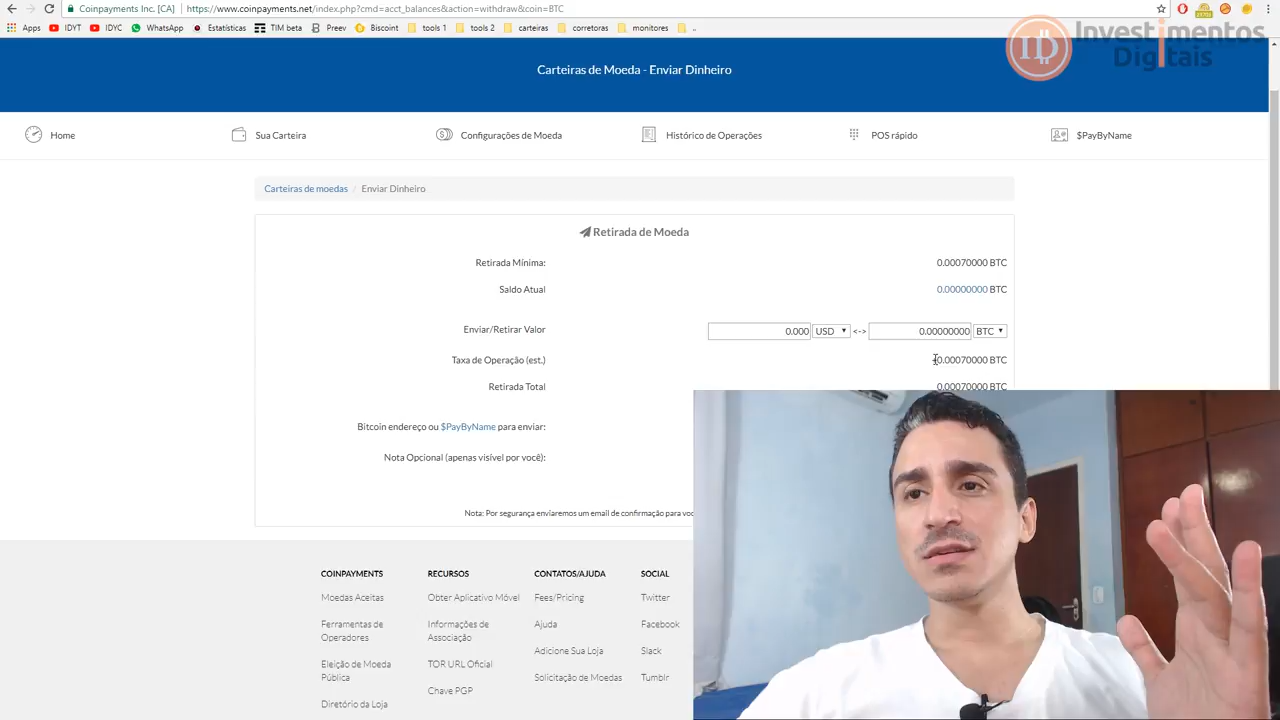 Coinpayments Inc. [CA]
https://www.coinpayments.net/index.php?cmd=acct_balances&action=withdraw&coin=BTC
Apps
IDYT
IDYC
WhatsApp
Estatísticas
TIM beta
Preev
Biscoint
tools 1
tools 2
carteiras
corretoras
monitores
..
Investimentos
Digitais
Carteiras de Moeda - Enviar Dinheiro
Home
Sua Carteira
Configurações de Moeda
Histórico de Operações
POS rápido
$PayByName
Carteiras de moedas / Enviar Dinheiro
Retirada de Moeda
Retirada Mínima: 0.00070000 BTC
Saldo Atual 0.00000000 BTC
Enviar/Retirar Valor 0.000 USD <-> 0.00000000 BTC
Taxa de Operação (est.) 0.00070000 BTC
Retirada Total 0.00070000 BTC
Bitcoin endereço ou $PayByName para enviar:
Nota Opcional (apenas visível por você):
Nota: Por segurança enviaremos um email de confirmação para
COINPAYMENTS
Moedas Aceitas
Ferramentas de
Operadores
Eleição de Moeda
Pública
Diretório da Loja
RECURSOS
Obter Aplicativo Móvel
Informações de
Associação
TOR URL Oficial
Chave PGP
CONTATOS/AJUDA
Fees/Pricing
Ajuda
Adicione Sua Loja
Solicitação de Moedas
SOCIAL
Twitter
Facebook
Slack
Tumblr